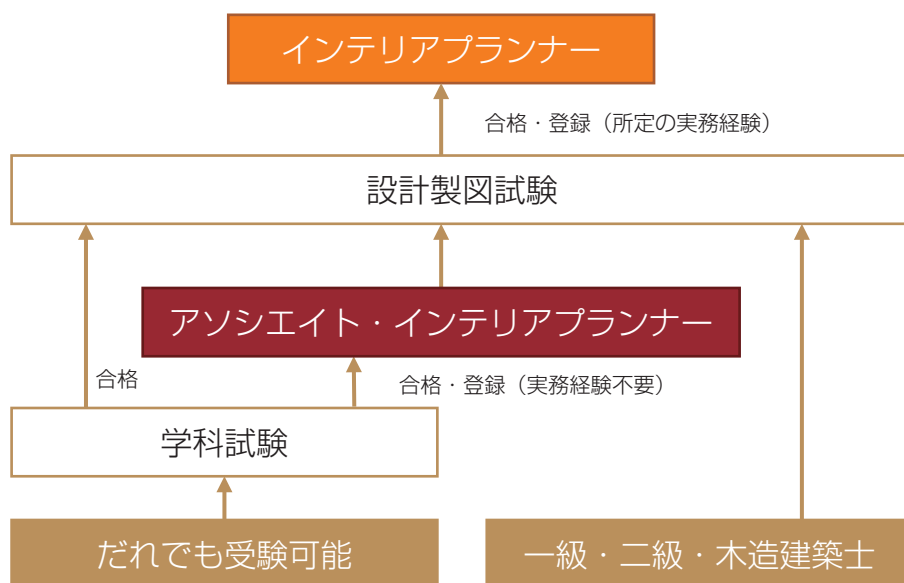 インテリアプランナー
合格・登録（所定の実務経験）
設計製図試験
アソシエイト・インテリアプランナー
合格
合格・登録（実務経験不要）
学科試験
だれでも受験可能
一級・二級・木造建築士